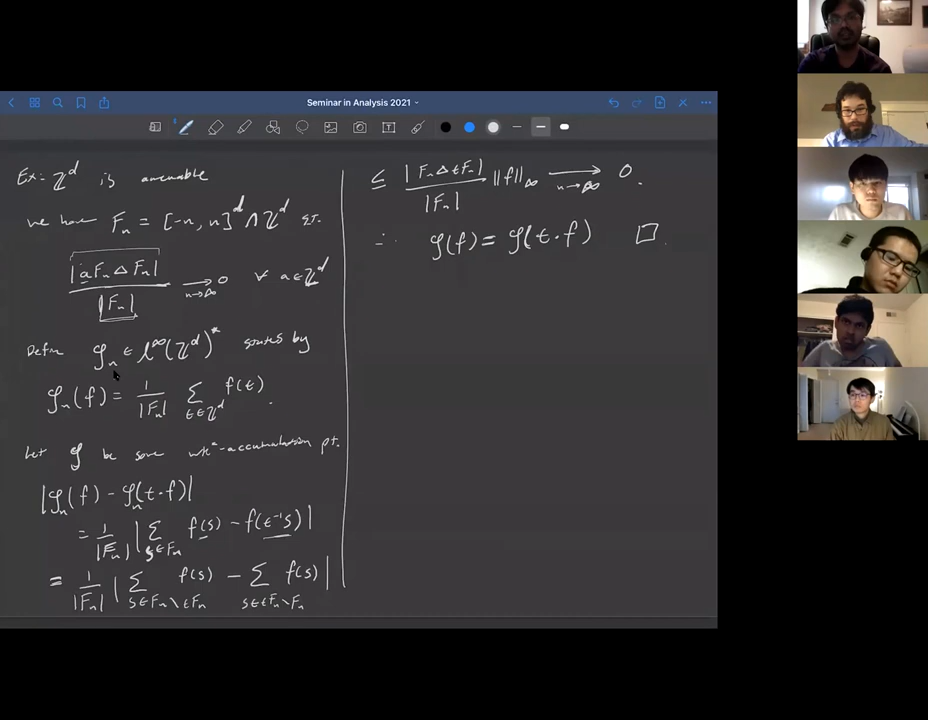 Seminar in Analysis 2021
Ex: ℤ^d is amenable
we have F_n = [-n, n]^d ∩ ℤ^d st.
|aF_n Δ F_n| / |F_n| → 0 n→∞ ∀ a ∈ ℤ^d
Define φ_n ∈ l^∞(ℤ^d)^* states by
φ_n(f) = 1/|F_n| Σ_{t∈ℤ^d} f(t).
Let φ be some wk*-accumulation pt.
|φ_n(f) - φ_n(t·f)|
= 1/|F_n| |Σ_{s∈F_n} f(s) - f(t^{-1}s)|
= 1/|F_n| |Σ_{s∈F_n\tF_n} f(s) - Σ_{s∈tF_n\F_n} f(s)|
≤ |F_n Δ tF_n| / |F_n| ‖f‖_∞ → 0. n→∞
∴ φ(f) = φ(t·f) □.